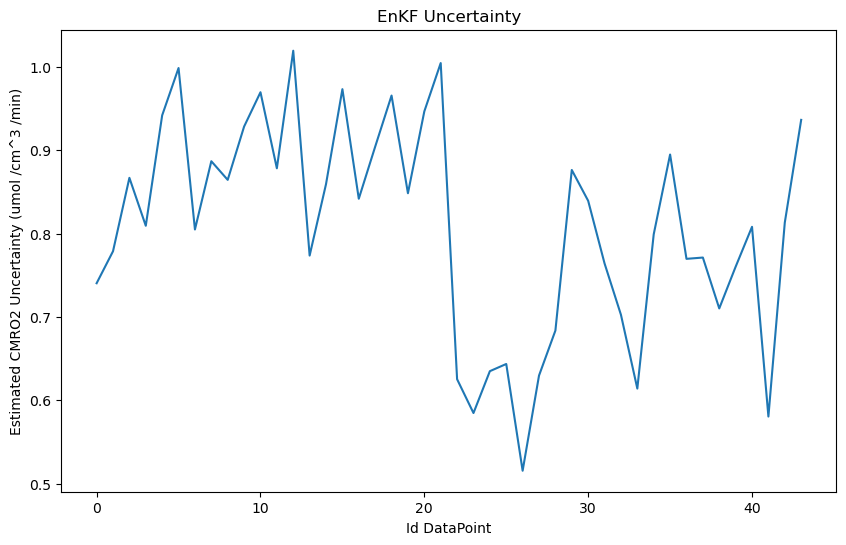 EnKF Uncertainty
Estimated CMRO2 Uncertainty (umol /cm^3 /min)
1.0
0.9
0.8
0.7
0.6
0.5
0 10 20 30 40
Id DataPoint